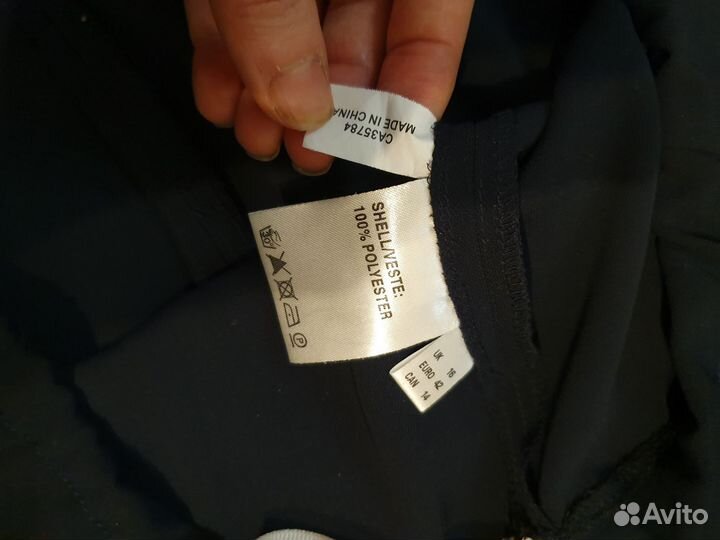 CA35784
MADE IN CHINA
SHELL/VESTE:
100% POLYESTER
P
UK 16
EURO 42
CAN 14
Avito